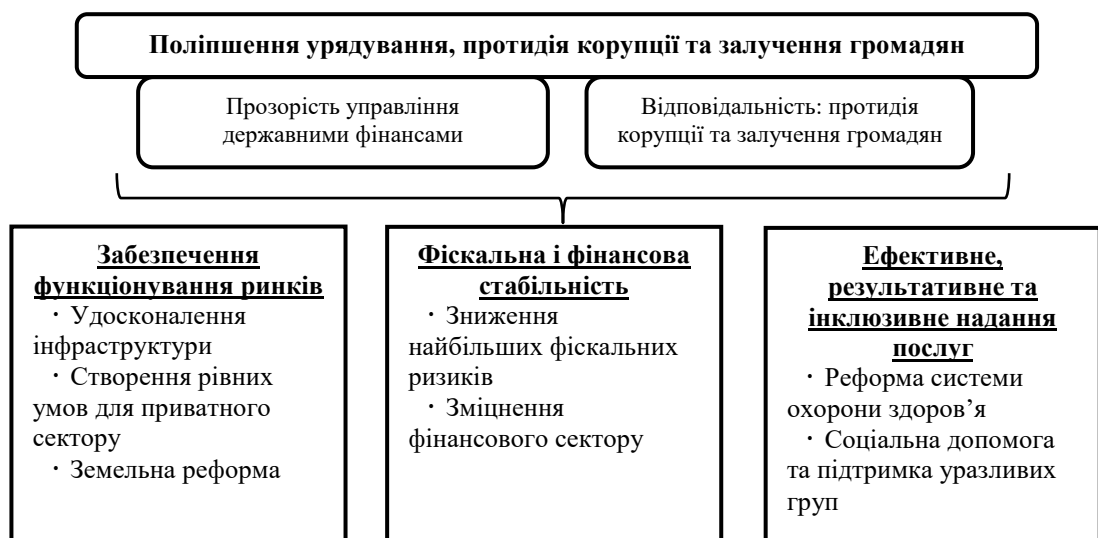 Поліпшення урядування, протидія корупції та залучення громадян
Прозорість управління
державними фінансами
Відповідальність: протидія
корупції та залучення громадян
Забезпечення
функціонування ринків
· Удосконалення
інфраструктури
· Створення рівних
умов для приватного
сектору
· Земельна реформа
Фіскальна і фінансова
стабільність
· Зниження
найбільших фіскальних
ризиків
· Зміцнення
фінансового сектору
Ефективне,
результативне та
інклюзивне надання
послуг
· Реформа системи
охорони здоров’я
· Соціальна допомога
та підтримка уразливих
груп